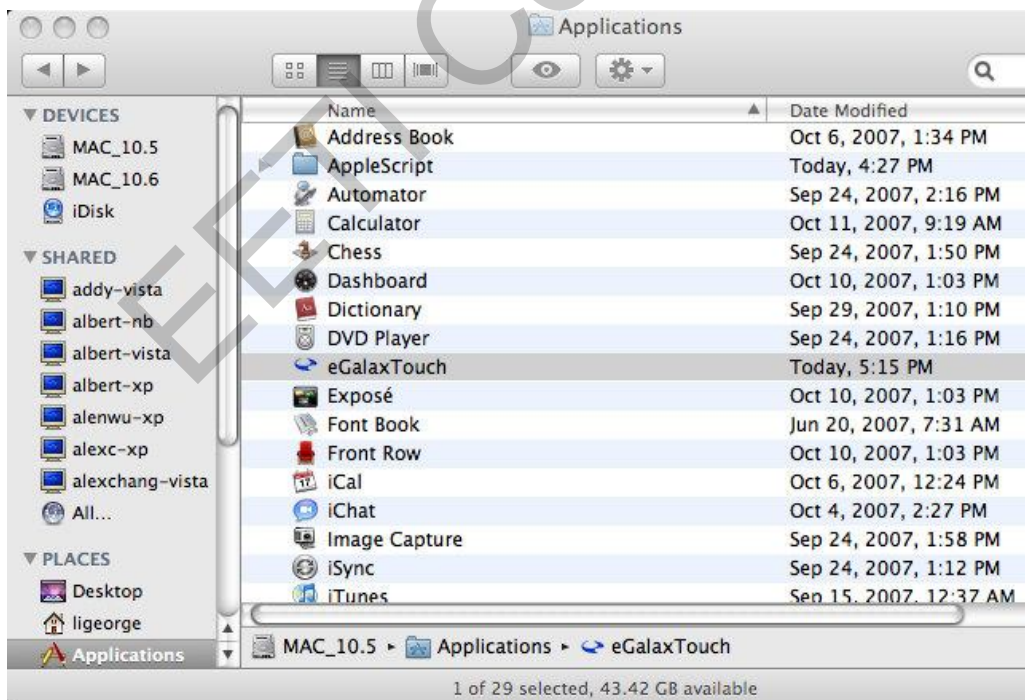 Applications
DEVICES
MAC_10.5
MAC_10.6
iDisk
SHARED
addy-vista
albert-nb
albert-vista
albert-xp
alenwu-xp
alexc-xp
alexchang-vista
All...
PLACES
Desktop
ligeorge
Applications
Name Date Modified
Address Book Oct 6, 2007, 1:34 PM
AppleScript Today, 4:27 PM
Automator Sep 24, 2007, 2:16 PM
Calculator Oct 11, 2007, 9:19 AM
Chess Sep 24, 2007, 1:50 PM
Dashboard Oct 10, 2007, 1:03 PM
Dictionary Sep 29, 2007, 1:10 PM
DVD Player Sep 24, 2007, 1:16 PM
eGalaxTouch Today, 5:15 PM
Exposé Oct 10, 2007, 1:03 PM
Font Book Jun 20, 2007, 7:31 AM
Front Row Oct 10, 2007, 1:03 PM
iCal Oct 6, 2007, 12:24 PM
iChat Oct 4, 2007, 2:27 PM
Image Capture Sep 24, 2007, 1:58 PM
iSync Sep 24, 2007, 1:12 PM
iTunes Sep 15, 2007, 12:37 AM
MAC_10.5 ▸ Applications ▸ eGalaxTouch
1 of 29 selected, 43.42 GB available